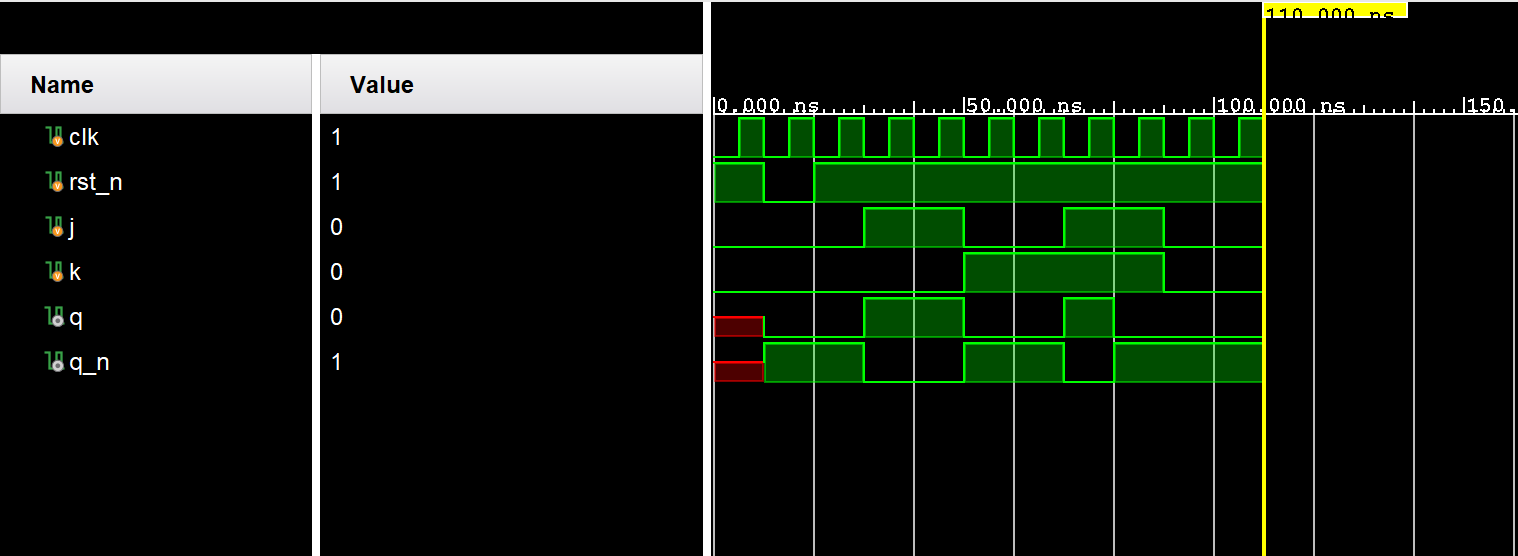 110.000 ns
Name Value
0.000 ns 50.000 ns 100.000 ns 150.
clk 1
rst_n 1
j 0
k 0
q 0
q_n 1